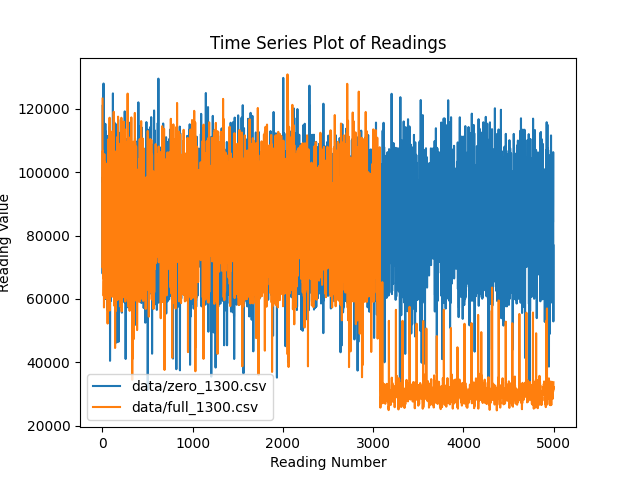 Time Series Plot of Readings
Reading Value
120000
100000
80000
60000
40000
20000
data/zero_1300.csv
data/full_1300.csv
0
1000
2000
3000
4000
5000
Reading Number